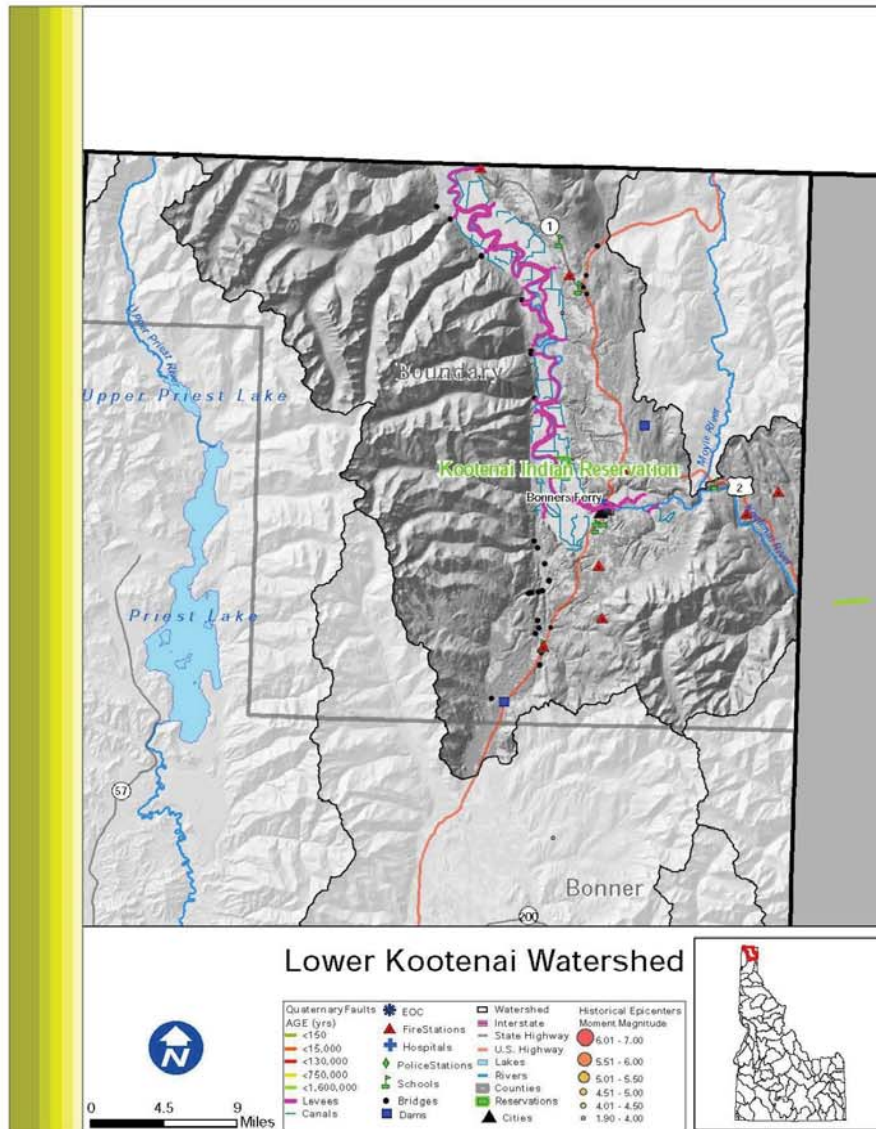 1
Upper Priest River
Boundary
Upper Priest Lake
Moyie River
Kootenai Indian Reservation
2
Bonners Ferry
River
Priest Lake
57
Bonner
200
Lower Kootenai Watershed
Quaternary Faults
AGE (yrs)
<150
<15,000
<130,000
<750,000
<1,600,000
Levees
Canals
EOC
FireStations
Hospitals
PoliceStations
Schools
Bridges
Dams
Watershed
Interstate
State Highway
U.S. Highway
Lakes
Rivers
Counties
Reservations
Cities
Historical Epicenters
Moment Magnitude
6.01 - 7.00
5.51 - 6.00
5.01 - 5.50
4.51 - 5.00
4.01 - 4.50
1.90 - 4.00
N
0 4.5 9
Miles